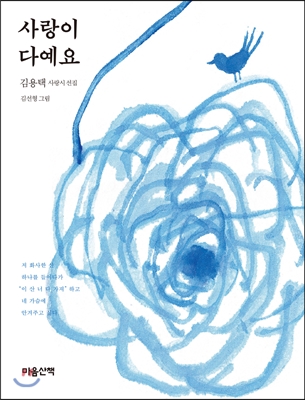 사랑이
다예요
김용택 사랑시 선집
김선형 그림
저 화사한 산
하나를 들어다가
"이 산 너 다 가져" 하고
네 가슴에
안겨주고 싶다
마음산책